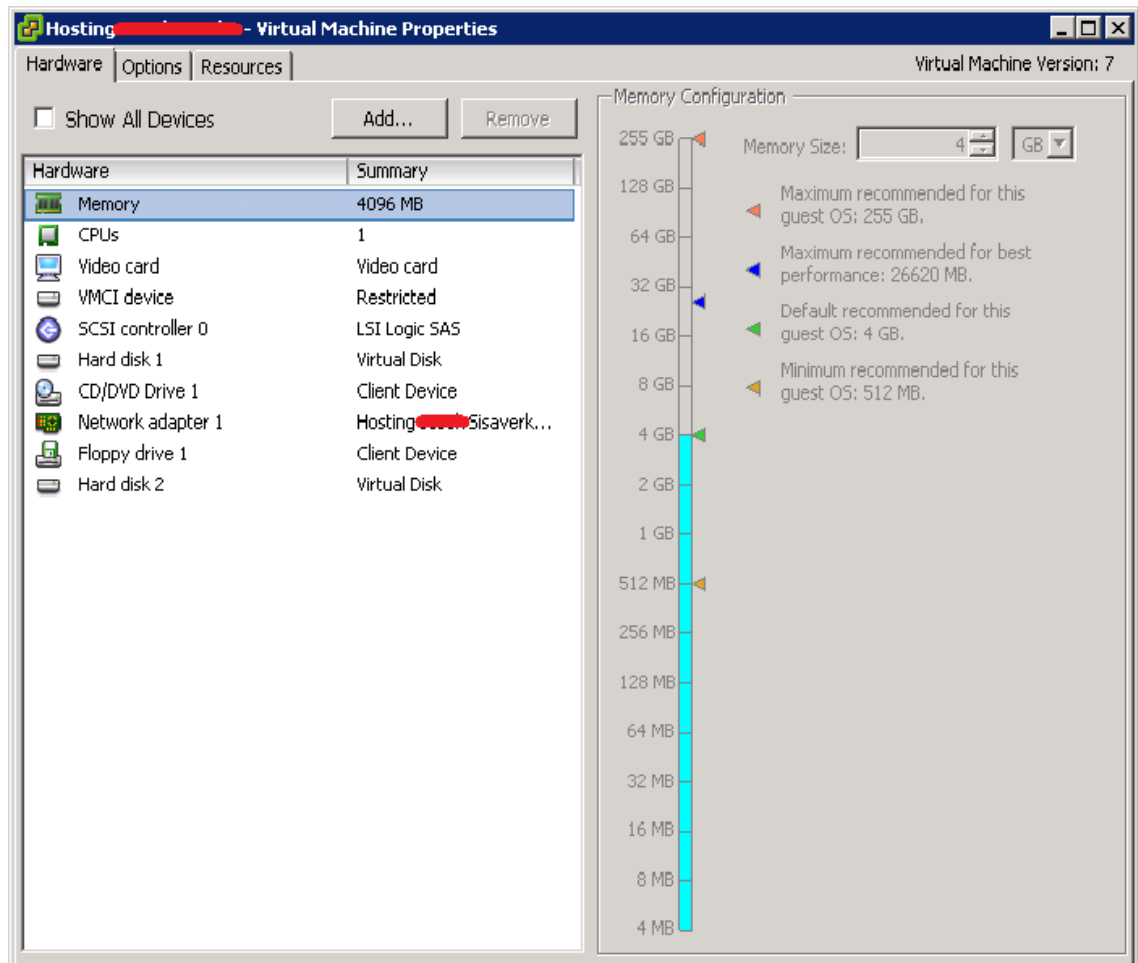 Hosting - Virtual Machine Properties
Hardware Options Resources Virtual Machine Version: 7
Show All Devices Add... Remove
Hardware Summary
Memory 4096 MB
CPUs 1
Video card Video card
VMCI device Restricted
SCSI controller 0 LSI Logic SAS
Hard disk 1 Virtual Disk
CD/DVD Drive 1 Client Device
Network adapter 1 Hosting Sisaverk...
Floppy drive 1 Client Device
Hard disk 2 Virtual Disk
Memory Configuration
Memory Size: 4 GB
255 GB
128 GB
64 GB
32 GB
16 GB
8 GB
4 GB
2 GB
1 GB
512 MB
256 MB
128 MB
64 MB
32 MB
16 MB
8 MB
4 MB
Maximum recommended for this
guest OS: 255 GB.
Maximum recommended for best
performance: 26620 MB.
Default recommended for this
guest OS: 4 GB.
Minimum recommended for this
guest OS: 512 MB.